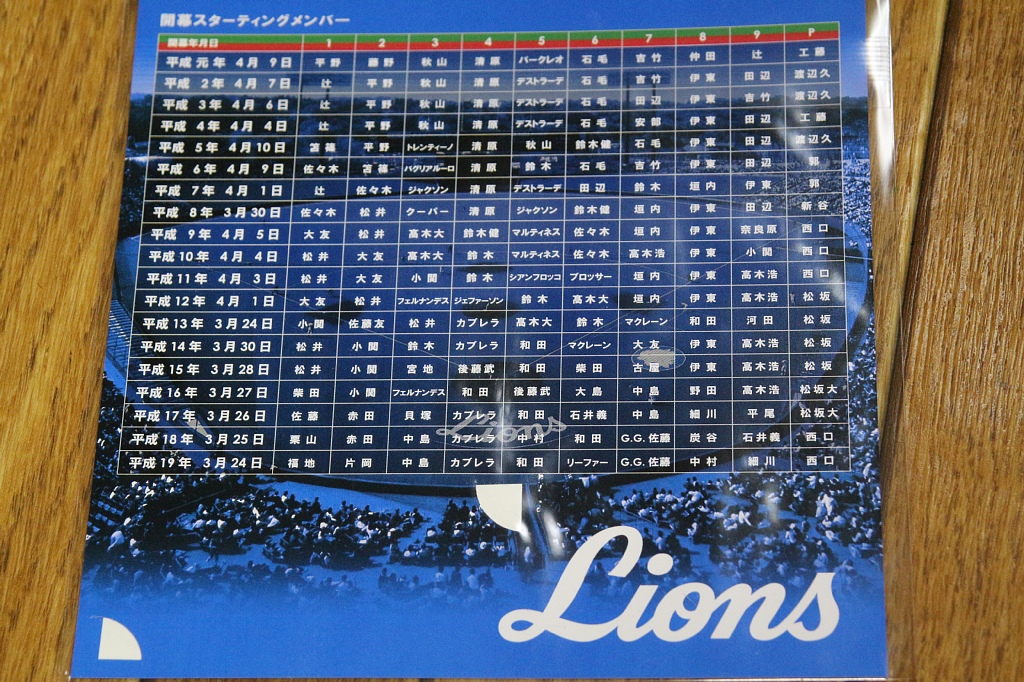 開幕スターティングメンバー
開幕年月日 1 2 3 4 5 6 7 8 9 P
平成元年 4月 9日 平野 藤野 秋山 清原 バークレオ 石毛 吉竹 仲田 辻 工藤
平成 2年 4月 7日 辻 平野 秋山 清原 デストラーデ 石毛 吉竹 伊東 田辺 渡辺久
平成 3年 4月 6日 辻 平野 秋山 清原 デストラーデ 石毛 田辺 伊東 吉竹 渡辺久
平成 4年 4月 4日 辻 平野 秋山 清原 デストラーデ 石毛 安部 伊東 田辺 工藤
平成 5年 4月10日 笘篠 平野 トレンティーノ 清原 秋山 鈴木健 石毛 伊東 田辺 渡辺久
平成 6年 4月 9日 佐々木 笘篠 パグリアルーロ 清原 鈴木 石毛 吉竹 伊東 田辺 郭
平成 7年 4月 1日 辻 佐々木 ジャクソン 清原 デストラーデ 田辺 鈴木 垣内 伊東 郭
平成 8年 3月30日 佐々木 松井 クーパー 清原 ジャクソン 鈴木健 垣内 伊東 田辺 新谷
平成 9年 4月 5日 大友 松井 高木大 鈴木健 マルティネス 佐々木 垣内 伊東 奈良原 西口
平成10年 4月 4日 松井 大友 高木大 鈴木 マルティネス 佐々木 高木浩 伊東 小関 西口
平成11年 4月 3日 松井 大友 小関 鈴木 シアンフロッコ ブロッサー 垣内 伊東 高木浩 西口
平成12年 4月 1日 大友 松井 フェルナンデス ジェファーソン 鈴木 高木大 垣内 伊東 高木浩 松坂
平成13年 3月24日 小関 佐藤友 松井 カブレラ 高木大 鈴木 マクレーン 和田 河田 松坂
平成14年 3月30日 松井 小関 鈴木 カブレラ 和田 マクレーン 大友 伊東 高木浩 松坂
平成15年 3月28日 松井 小関 宮地 後藤武 和田 柴田 古屋 伊東 高木浩 松坂
平成16年 3月27日 柴田 小関 フェルナンデス 和田 後藤武 大島 中島 野田 高木浩 松坂大
平成17年 3月26日 佐藤 赤田 貝塚 カブレラ 和田 石井義 中島 細川 平尾 松坂大
平成18年 3月25日 栗山 赤田 中島 カブレラ 中村 和田 G.G.佐藤 炭谷 石井義 西口
平成19年 3月24日 福地 片岡 中島 カブレラ 和田 リーファー G.G.佐藤 中村 細川 西口
Lions
Lions